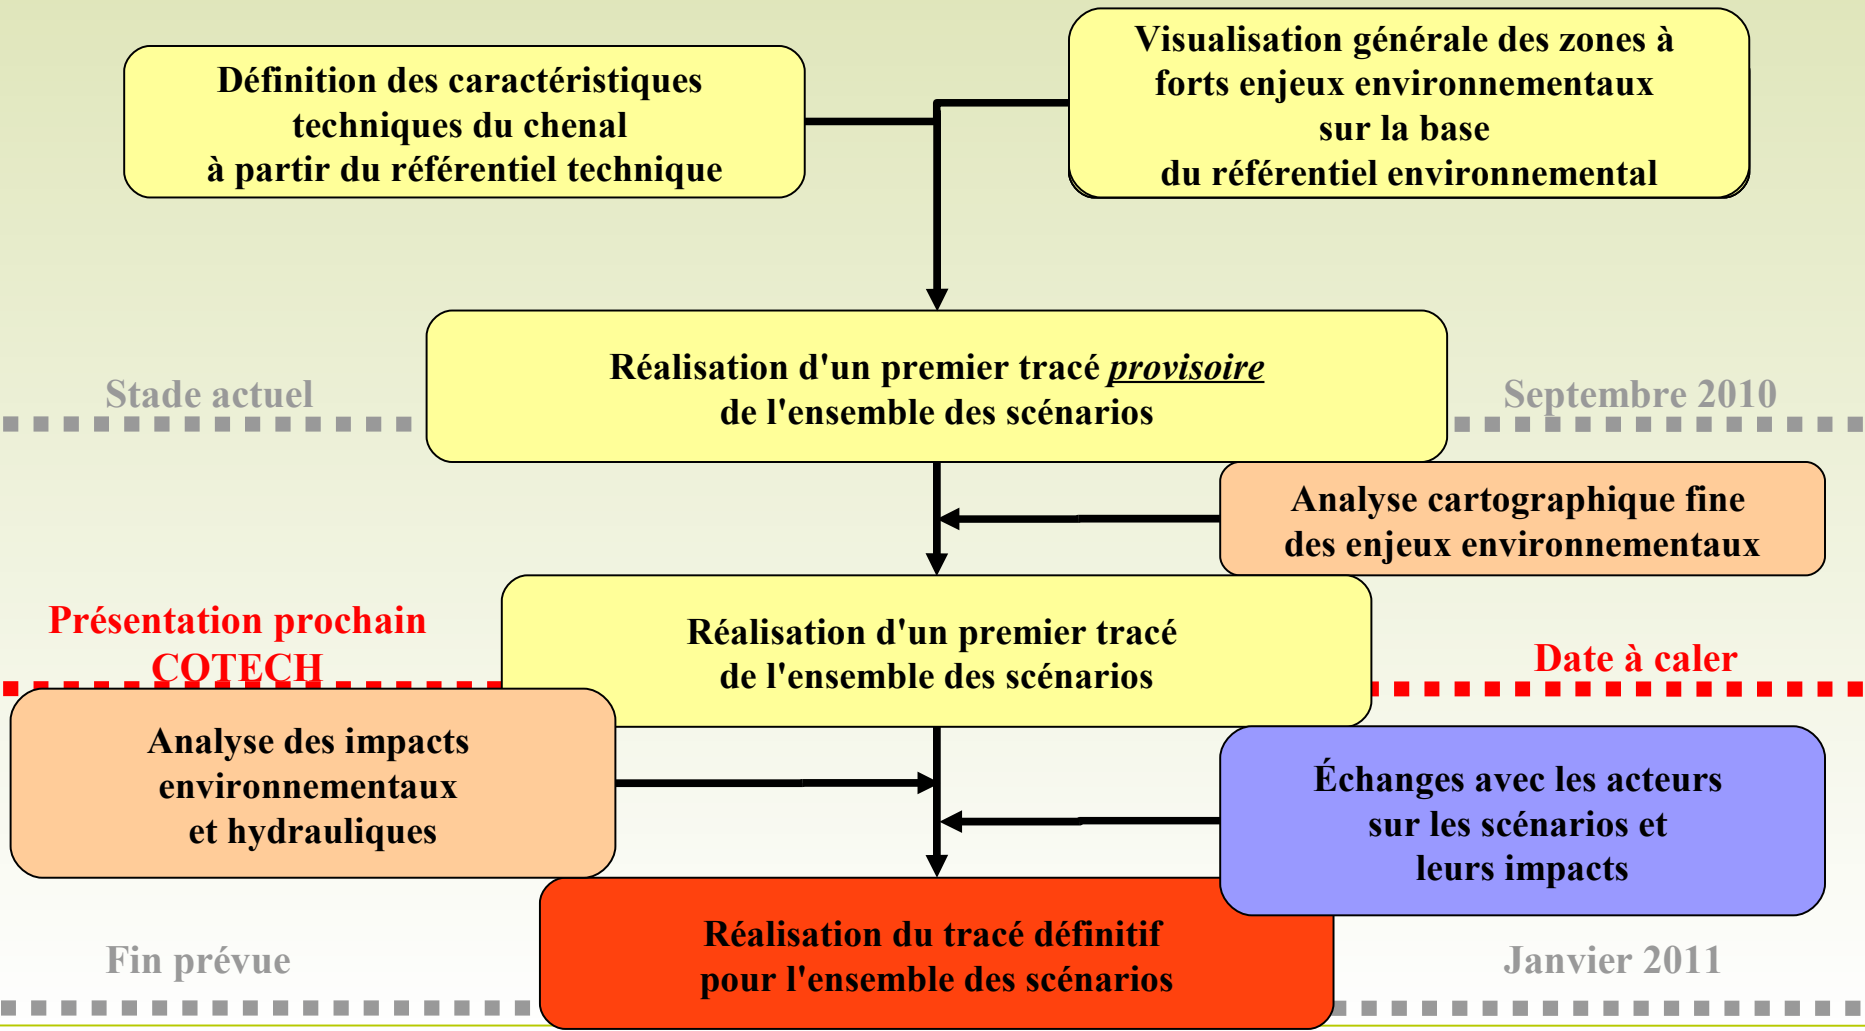 Définition des caractéristiques
techniques du chenal
à partir du référentiel technique
Visualisation générale des zones à
forts enjeux environnementaux
sur la base
du référentiel environnemental
Réalisation d'un premier tracé provisoire
de l'ensemble des scénarios
Stade actuel
Septembre 2010
Analyse cartographique fine
des enjeux environnementaux
Présentation prochain
COTECH
Réalisation d'un premier tracé
de l'ensemble des scénarios
Date à caler
Analyse des impacts
environnementaux
et hydrauliques
Échanges avec les acteurs
sur les scénarios et
leurs impacts
Réalisation du tracé définitif
pour l'ensemble des scénarios
Fin prévue
Janvier 2011